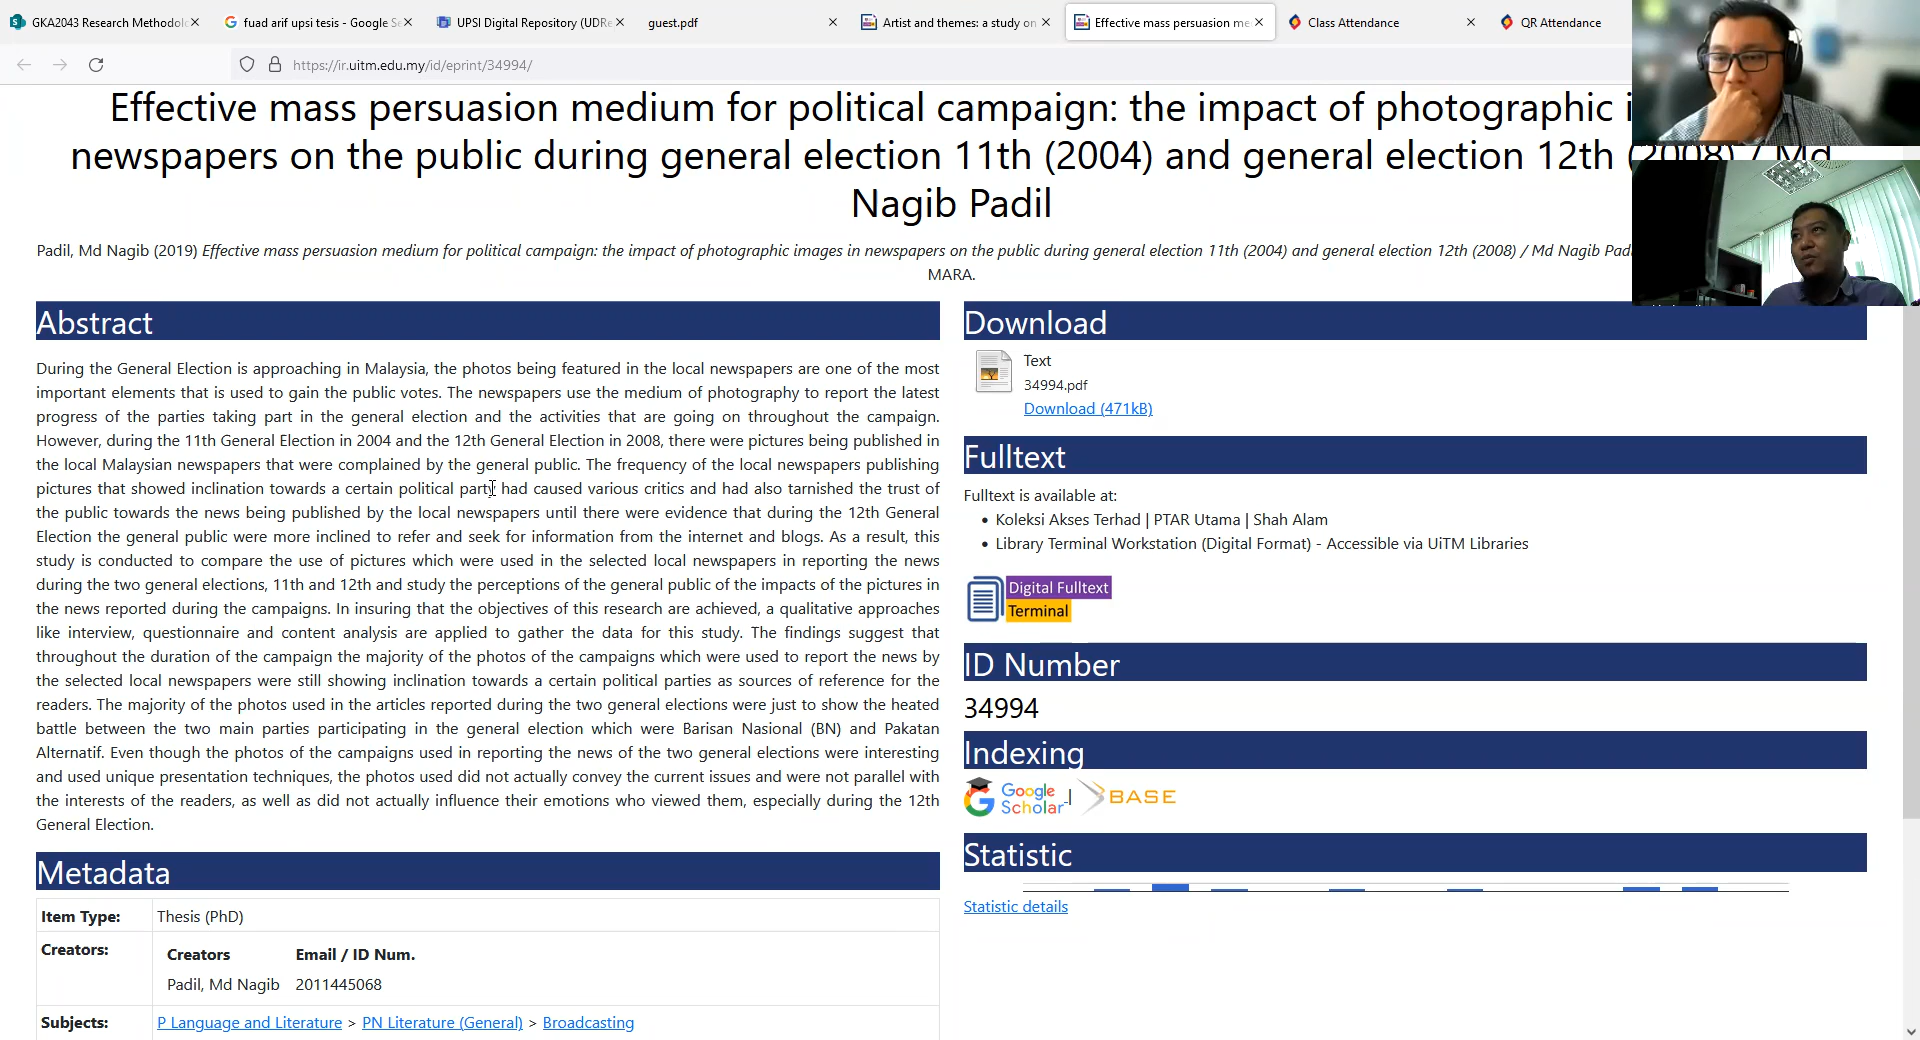 GKA2043 Research Methodolo
fuad arif upsi tesis - Google Se
UPSI Digital Repository (UDRe
guest.pdf
Artist and themes: a study on
Effective mass persuasion me
Class Attendance
QR Attendance
https://ir.uitm.edu.my/id/eprint/34994/
Effective mass persuasion medium for political campaign: the impact of photographic i
newspapers on the public during general election 11th (2004) and general election 12th (2008) / Md
Nagib Padil
Padil, Md Nagib (2019) Effective mass persuasion medium for political campaign: the impact of photographic images in newspapers on the public during general election 11th (2004) and general election 12th (2008) / Md Nagib Padi
MARA.
Abstract
During the General Election is approaching in Malaysia, the photos being featured in the local newspapers are one of the most
important elements that is used to gain the public votes. The newspapers use the medium of photography to report the latest
progress of the parties taking part in the general election and the activities that are going on throughout the campaign.
However, during the 11th General Election in 2004 and the 12th General Election in 2008, there were pictures being published in
the local Malaysian newspapers that were complained by the general public. The frequency of the local newspapers publishing
pictures that showed inclination towards a certain political party had caused various critics and had also tarnished the trust of
the public towards the news being published by the local newspapers until there were evidence that during the 12th General
Election the general public were more inclined to refer and seek for information from the internet and blogs. As a result, this
study is conducted to compare the use of pictures which were used in the selected local newspapers in reporting the news
during the two general elections, 11th and 12th and study the perceptions of the general public of the impacts of the pictures in
the news reported during the campaigns. In insuring that the objectives of this research are achieved, a qualitative approaches
like interview, questionnaire and content analysis are applied to gather the data for this study. The findings suggest that
throughout the duration of the campaign the majority of the photos of the campaigns which were used to report the news by
the selected local newspapers were still showing inclination towards a certain political parties as sources of reference for the
readers. The majority of the photos used in the articles reported during the two general elections were just to show the heated
battle between the two main parties participating in the general election which were Barisan Nasional (BN) and Pakatan
Alternatif. Even though the photos of the campaigns used in reporting the news of the two general elections were interesting
and used unique presentation techniques, the photos used did not actually convey the current issues and were not parallel with
the interests of the readers, as well as did not actually influence their emotions who viewed them, especially during the 12th
General Election.
Metadata
Item Type: Thesis (PhD)
Creators:
Creators Email / ID Num.
Padil, Md Nagib 2011445068
Subjects: P Language and Literature > PN Literature (General) > Broadcasting
Download
Text
34994.pdf
Download (471kB)
Fulltext
Fulltext is available at:
• Koleksi Akses Terhad | PTAR Utama | Shah Alam
• Library Terminal Workstation (Digital Format) - Accessible via UiTM Libraries
Digital Fulltext
Terminal
ID Number
34994
Indexing
Google Scholar | BASE
Statistic
Statistic details